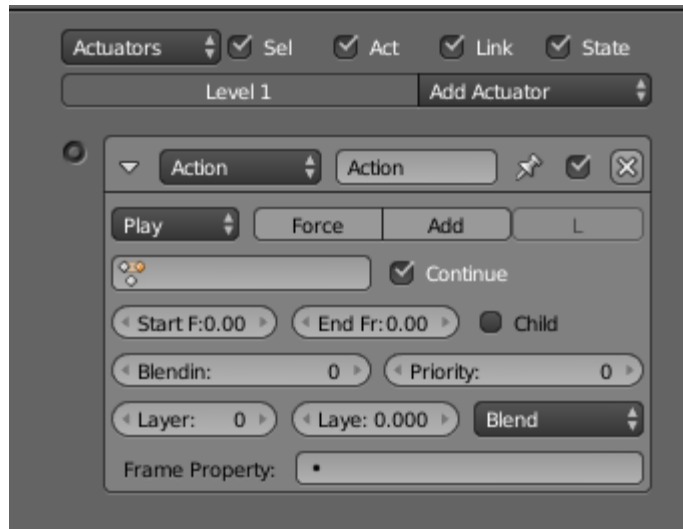 Actuators Sel Act Link State
Level 1 Add Actuator
Action Action
Play Force Add L
Continue
Start F:0.00 End Fr:0.00 Child
Blendin: 0 Priority: 0
Layer: 0 Laye: 0.000 Blend
Frame Property: